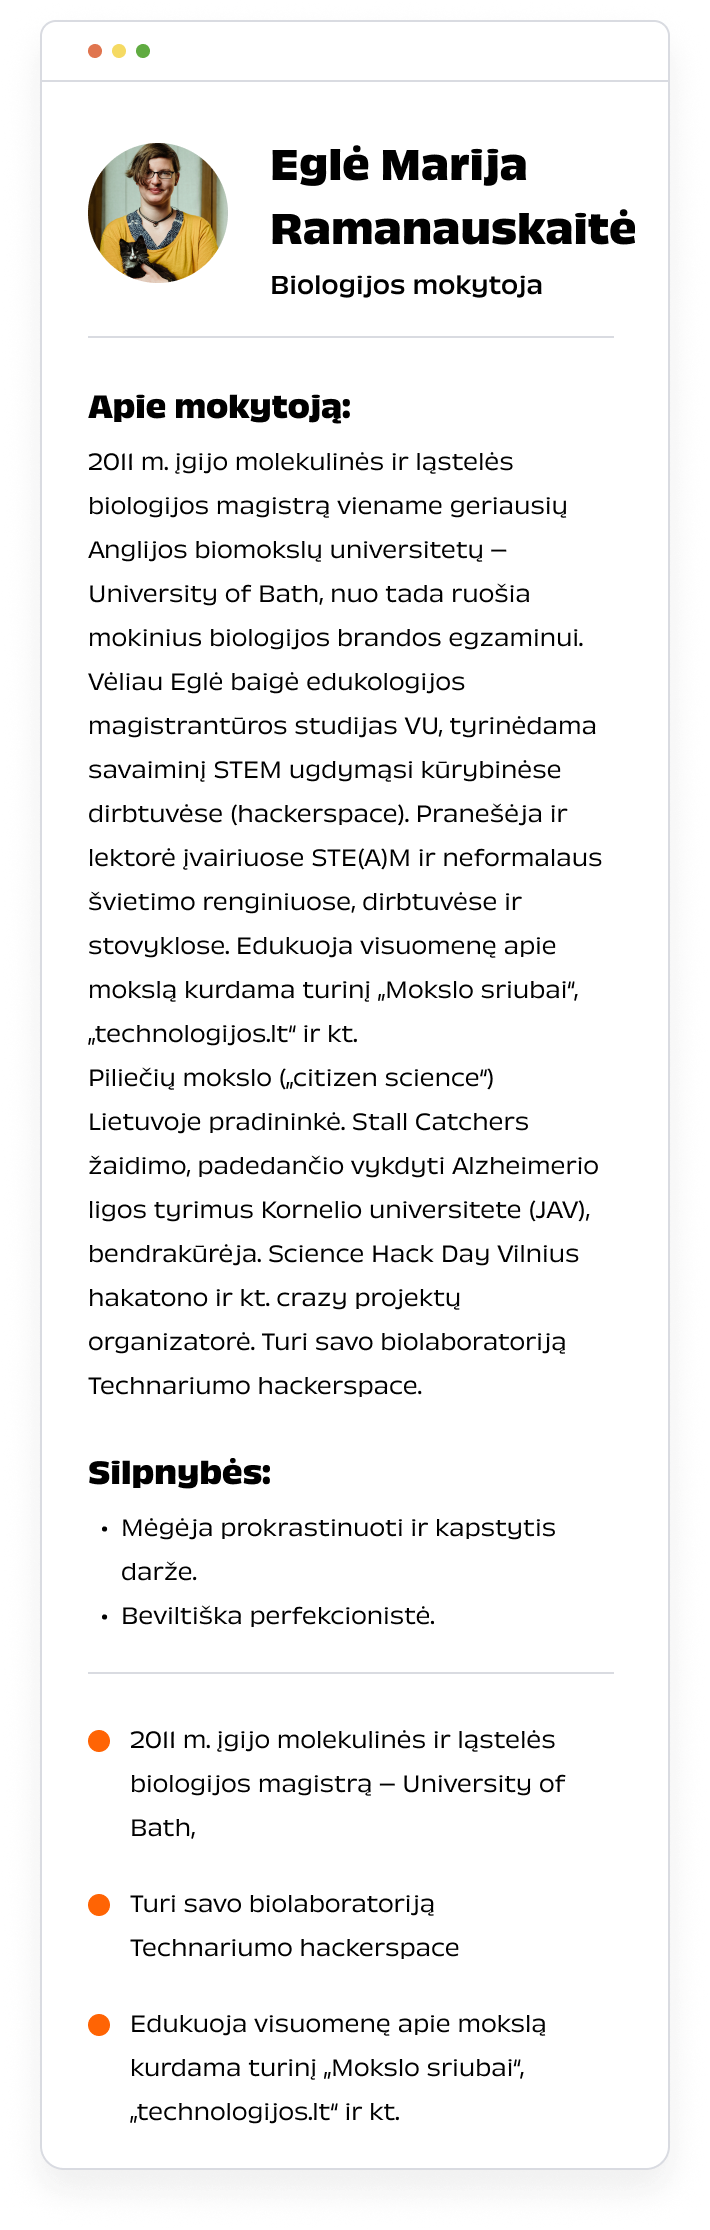 Eglė Marija
Ramanauskaitė
Biologijos mokytoja
Apie mokytoją:
2011 m. įgijo molekulinės ir ląstelės
biologijos magistrą viename geriausių
Anglijos biomokslų universitetų –
University of Bath, nuo tada ruošia
mokinius biologijos brandos egzaminui.
Vėliau Eglė baigė edukologijos
magistrantūros studijas VU, tyrinėdama
savaiminį STEM ugdymąsi kūrybinėse
dirbtuvėse (hackerspace). Pranešėja ir
lektorė įvairiuose STE(A)M ir neformalaus
švietimo renginiuose, dirbtuvėse ir
stovyklose. Edukuoja visuomenę apie
mokslą kurdama turinį „Mokslo sriubai“,
„technologijos.lt“ ir kt.
Piliečių mokslo („citizen science“)
Lietuvoje pradininkė. Stall Catchers
žaidimo, padedančio vykdyti Alzheimerio
ligos tyrimus Kornelio universitete (JAV),
bendrakūrėja. Science Hack Day Vilnius
hakatono ir kt. crazy projektų
organizatorė. Turi savo biolaboratoriją
Technariumo hackerspace.
Silpnybės:
• Mėgėja prokrastinuoti ir kapstytis
darže.
• Beviltiška perfekcionistė.
2011 m. įgijo molekulinės ir ląstelės
biologijos magistrą – University of
Bath,
Turi savo biolaboratoriją
Technariumo hackerspace
Edukuoja visuomenę apie mokslą
kurdama turinį „Mokslo sriubai“,
„technologijos.lt“ ir kt.